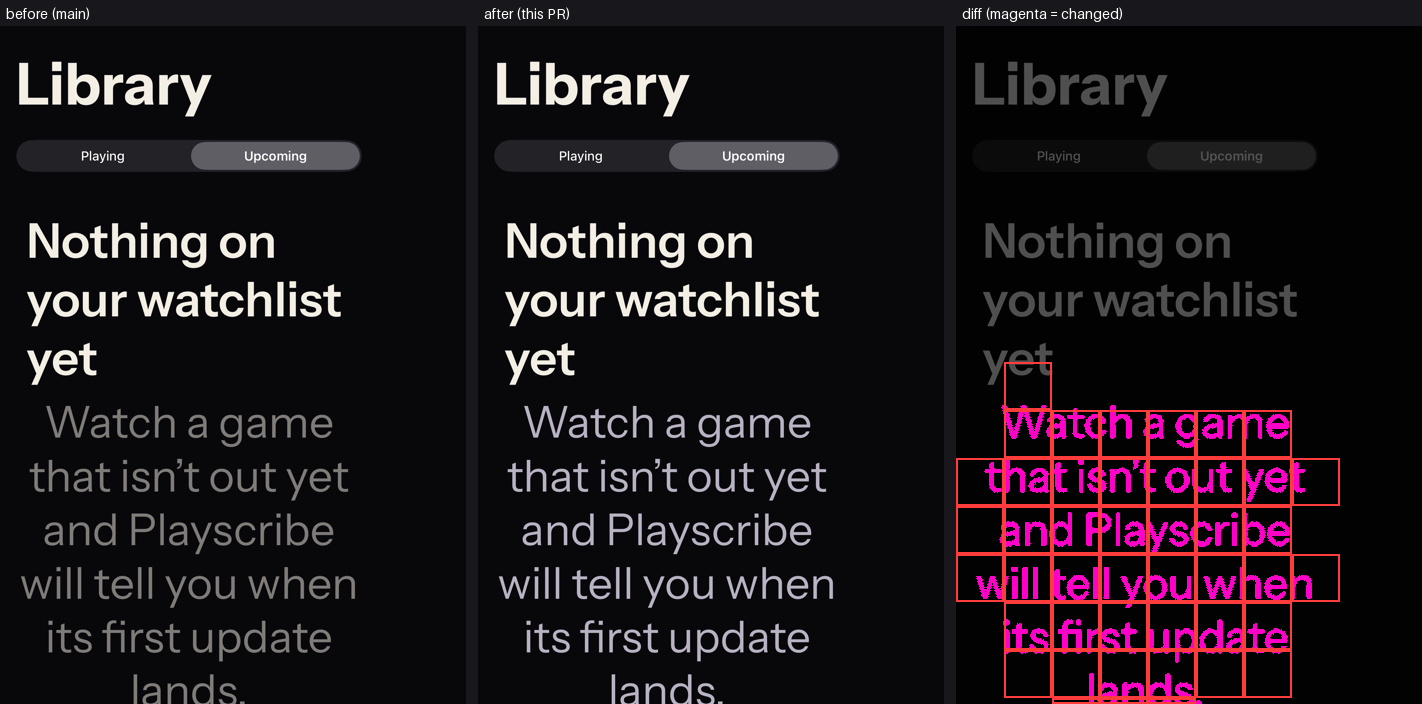 before (main)
Library
Playing
Upcoming
Nothing on
your watchlist
yet
Watch a game
that isn’t out yet
and Playscribe
will tell you when
its first update
lands.
after (this PR)
Library
Playing
Upcoming
Nothing on
your watchlist
yet
Watch a game
that isn’t out yet
and Playscribe
will tell you when
its first update
lands.
diff (magenta = changed)
Library
Playing
Upcoming
Nothing on
your watchlist
yet
Watch a game
that isn’t out yet
and Playscribe
will tell you when
its first update
lands.